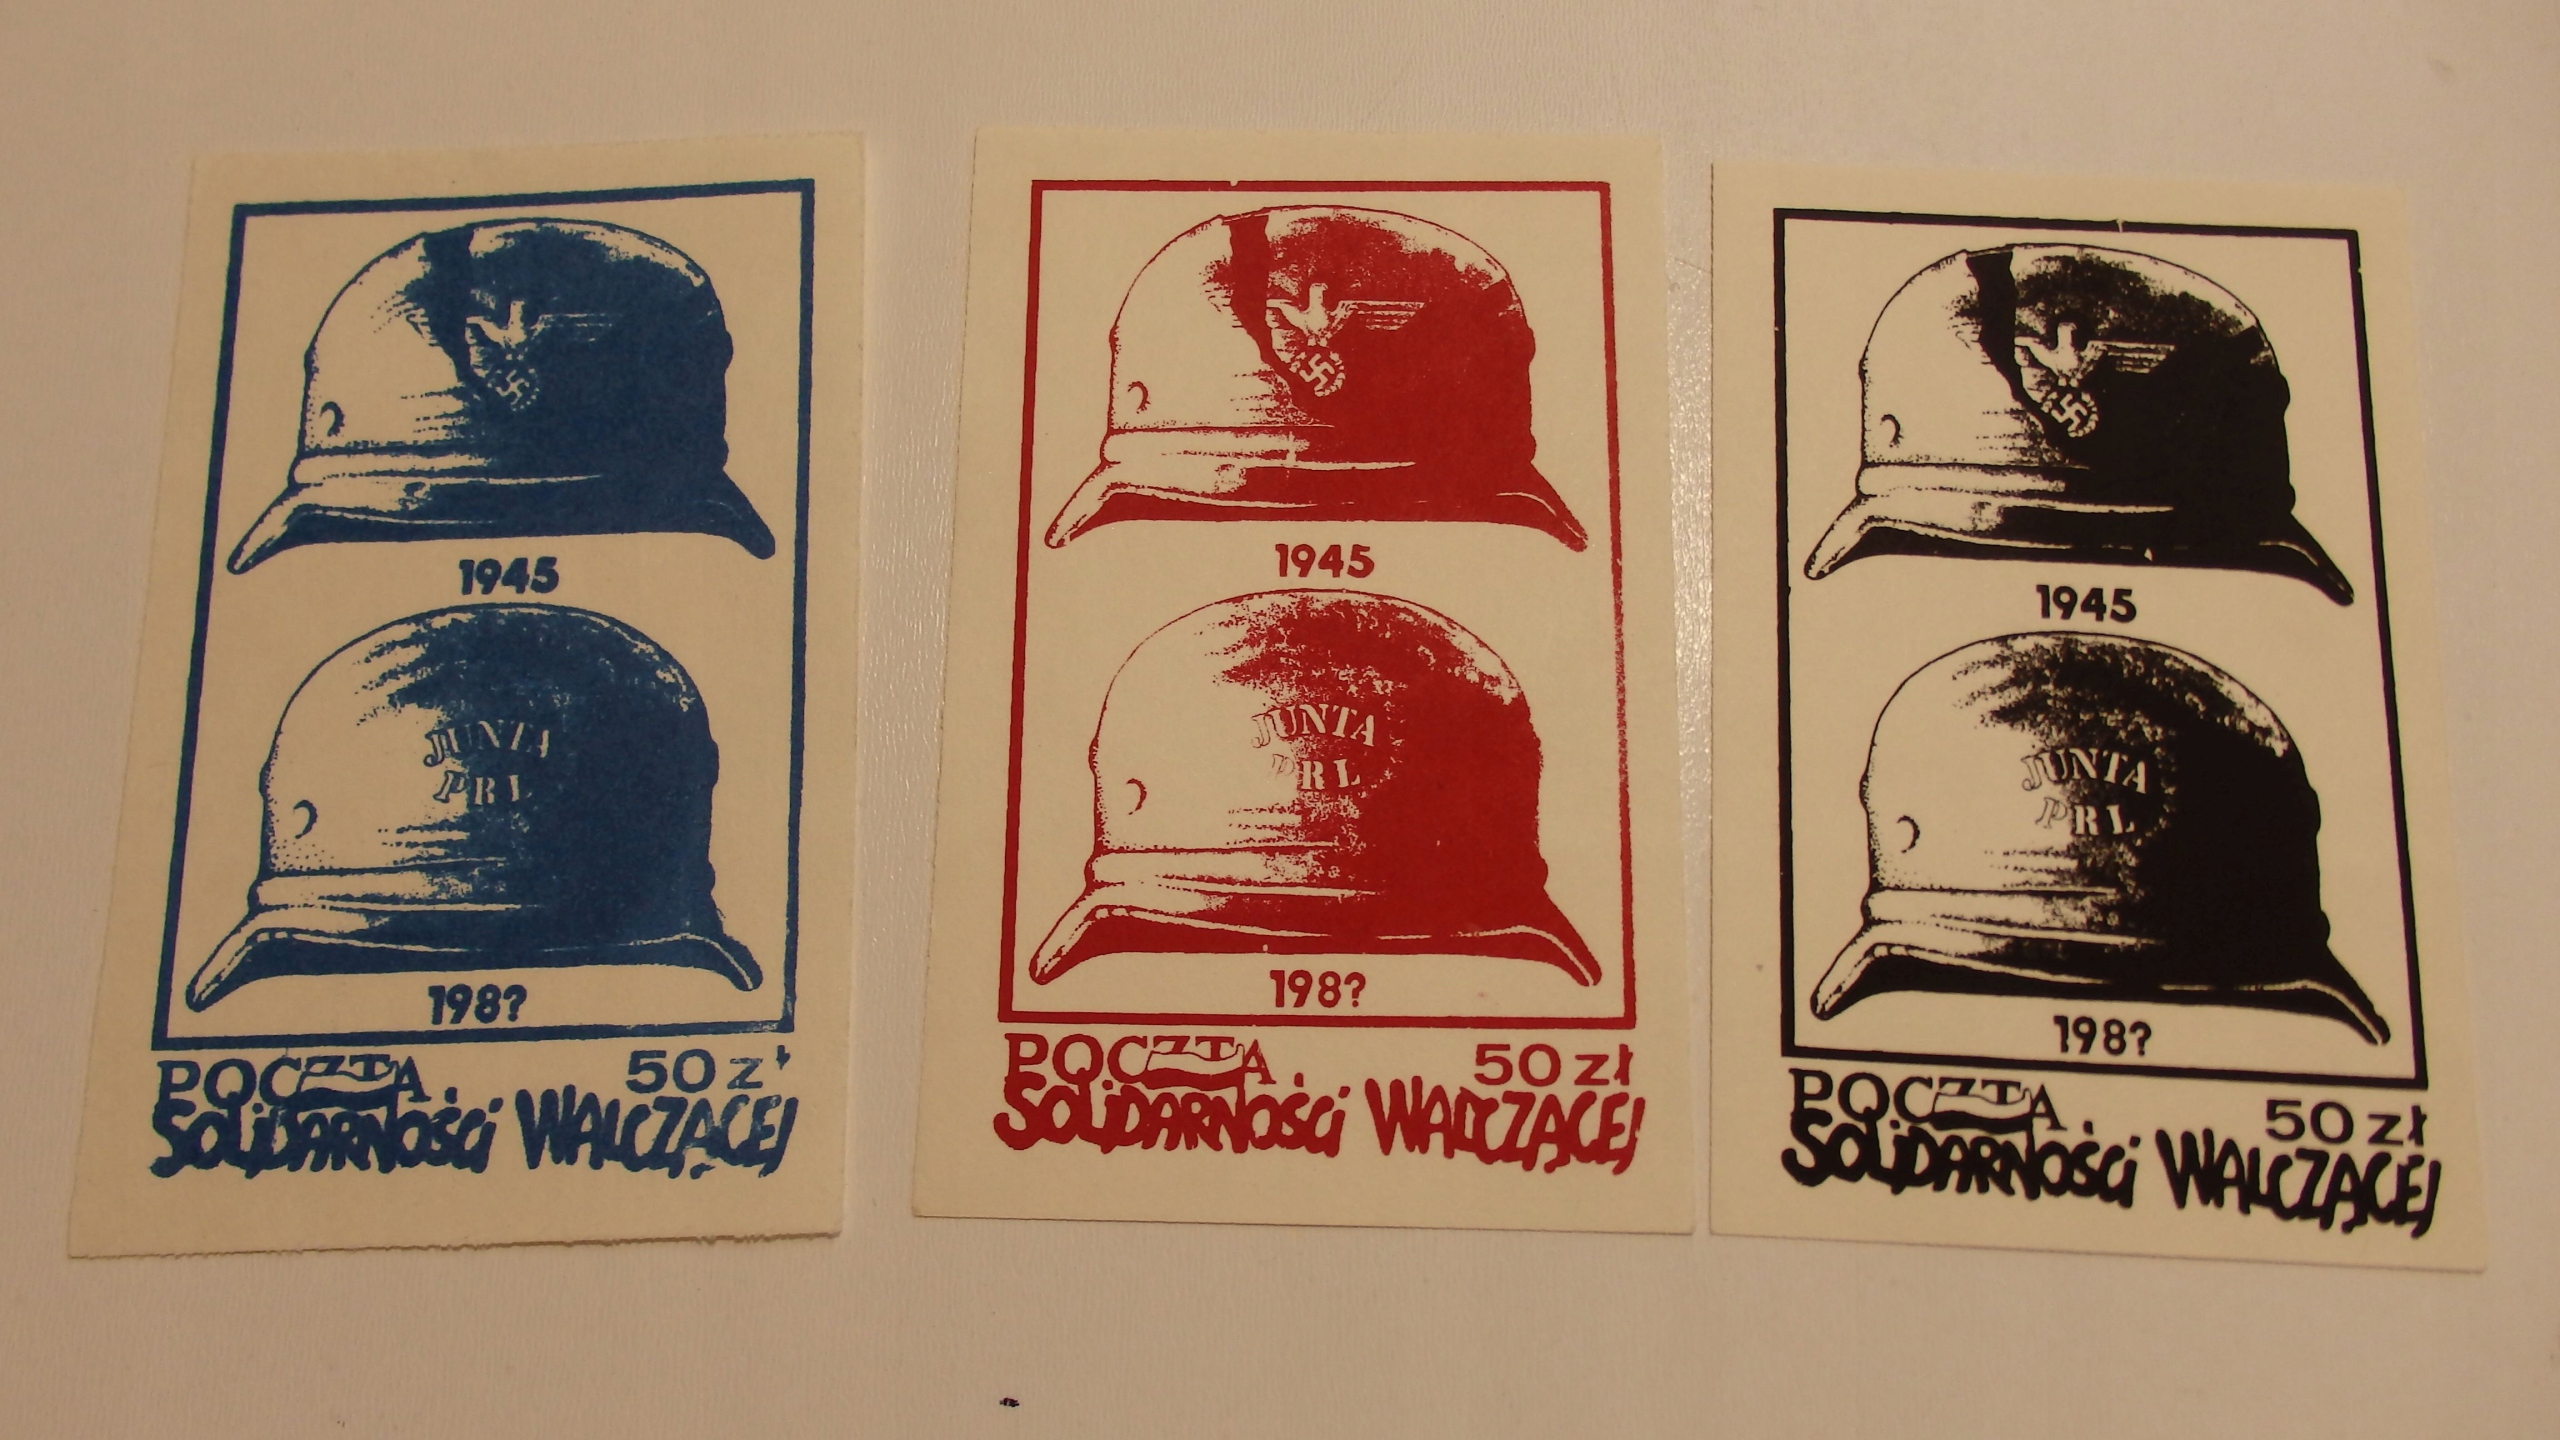 1945
JUNTA
PRL
198?
POCZTA 50 zł
SOLIDARNOŚCI WALCZĄCEJ
1945
JUNTA
PRL
198?
POCZTA 50 zł
SOLIDARNOŚCI WALCZĄCEJ
1945
JUNTA
PRL
198?
POCZTA 50 zł
SOLIDARNOŚCI WALCZĄCEJ